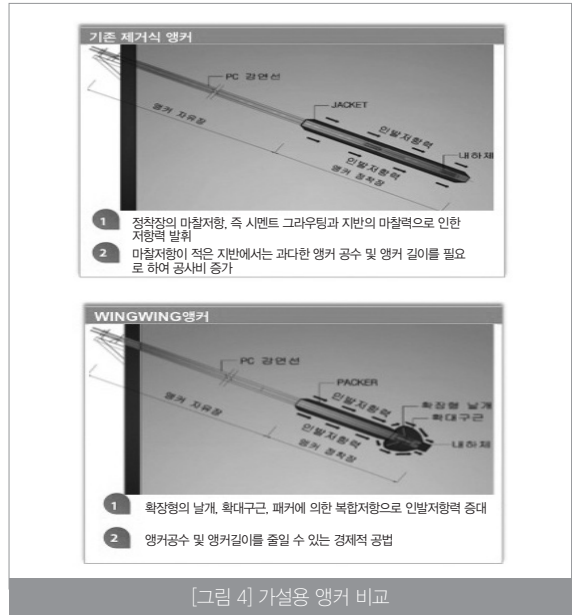 기존 제거식 앵커
PC 강연선
JACKET
앵커 자유장
인발저항력
내하체
인발저항력
앵커 정착장
1 정착장의 마찰저항, 즉 시멘트 그라우팅과 지반의 마찰력으로 인한
저항력 발휘
2 마찰저항이 적은 지반에서는 과다한 앵커 공수 및 앵커 길이를 필요
로 하여 공사비 증가
WINGWING앵커
PC 강연선
PACKER
확장형 날개
확대구근
앵커 자유장
인발저항력
내하체
인발저항력
앵커 정착장
1 확장형의 날개, 확대구근, 패커에 의한 복합저항으로 인발저항력 증대
2 앵커공수 및 앵커길이를 줄일 수 있는 경제적 공법
[그림 4] 가설용 앵커 비교